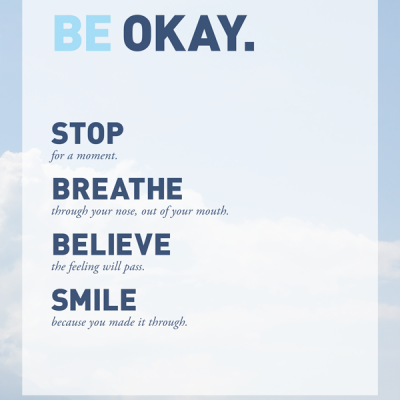 BE OKAY.
STOP
for a moment.
BREATHE
through your nose, out of your mouth.
BELIEVE
the feeling will pass.
SMILE
because you made it through.